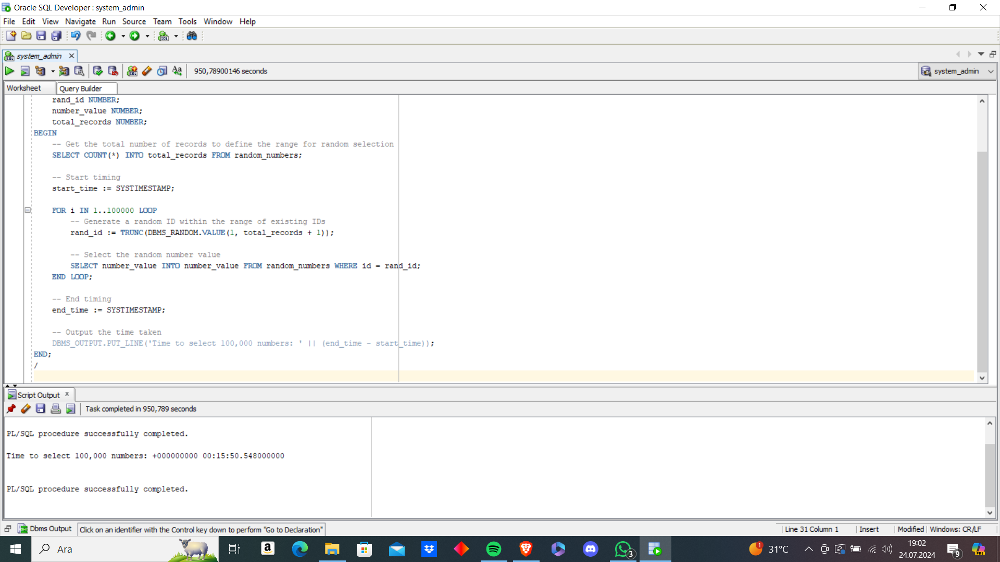 Oracle SQL Developer : system_admin
File Edit View Navigate Run Source Team Tools Window Help
system_admin
950,78900146 seconds
system_admin
Worksheet Query Builder
rand_id NUMBER;
number_value NUMBER;
total_records NUMBER;
BEGIN
-- Get the total number of records to define the range for random selection
SELECT COUNT(*) INTO total_records FROM random_numbers;
-- Start timing
start_time := SYSTIMESTAMP;
FOR i IN 1..100000 LOOP
-- Generate a random ID within the range of existing IDs
rand_id := TRUNC(DBMS_RANDOM.VALUE(1, total_records + 1));
-- Select the random number value
SELECT number_value INTO number_value FROM random_numbers WHERE id = rand_id;
END LOOP;
-- End timing
end_time := SYSTIMESTAMP;
-- Output the time taken
DBMS_OUTPUT.PUT_LINE('Time to select 100,000 numbers: ' || (end_time - start_time));
END;
/
Script Output x
Task completed in 950,789 seconds
PL/SQL procedure successfully completed.
Time to select 100,000 numbers: +000000000 00:15:50.548000000
PL/SQL procedure successfully completed.
Dbms Output Click on an identifier with the Control key down to perform "Go to Declaration" Line 31 Column 1 Insert Modified Windows: CR/LF
Ara
3
1
31°C
19:02
24.07.2024
9
PRE